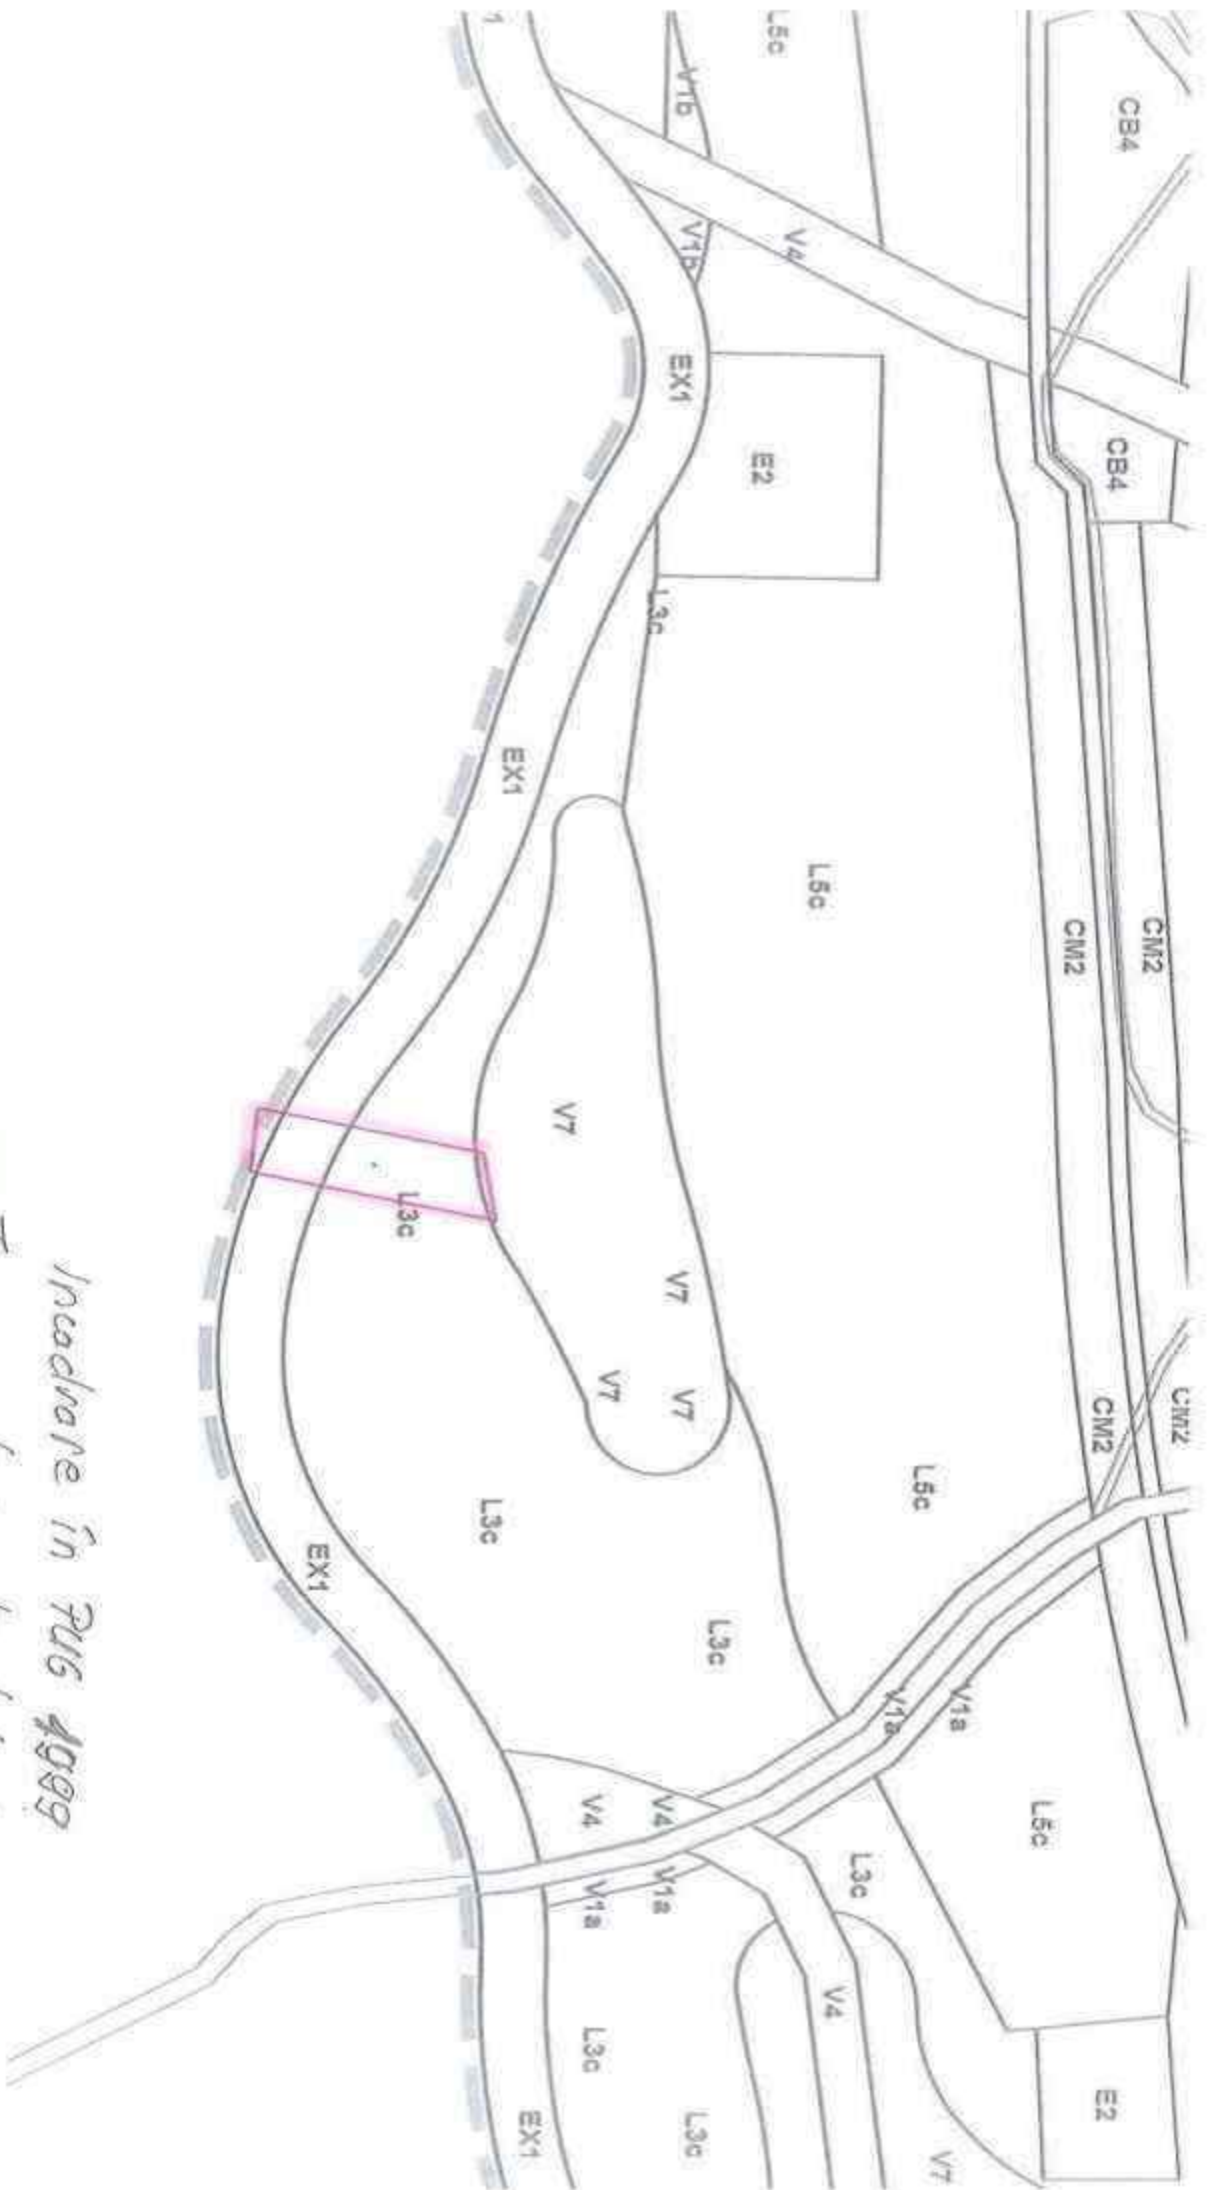 CM2
CM2
CB4
CB4
CM2
E2
CM2
L5c
V1a
V7
L5c
V1a
L3c
V4
L5c
V4
L5c
E2
L3c
L3c
V1b
V1b
V7
EX1
V7
V4
V1a
L3c
V7
V4
V1a
L3c
V7
EX1
EX1
1
L3c
L3c
EX1
Incadrare în PUG 1999